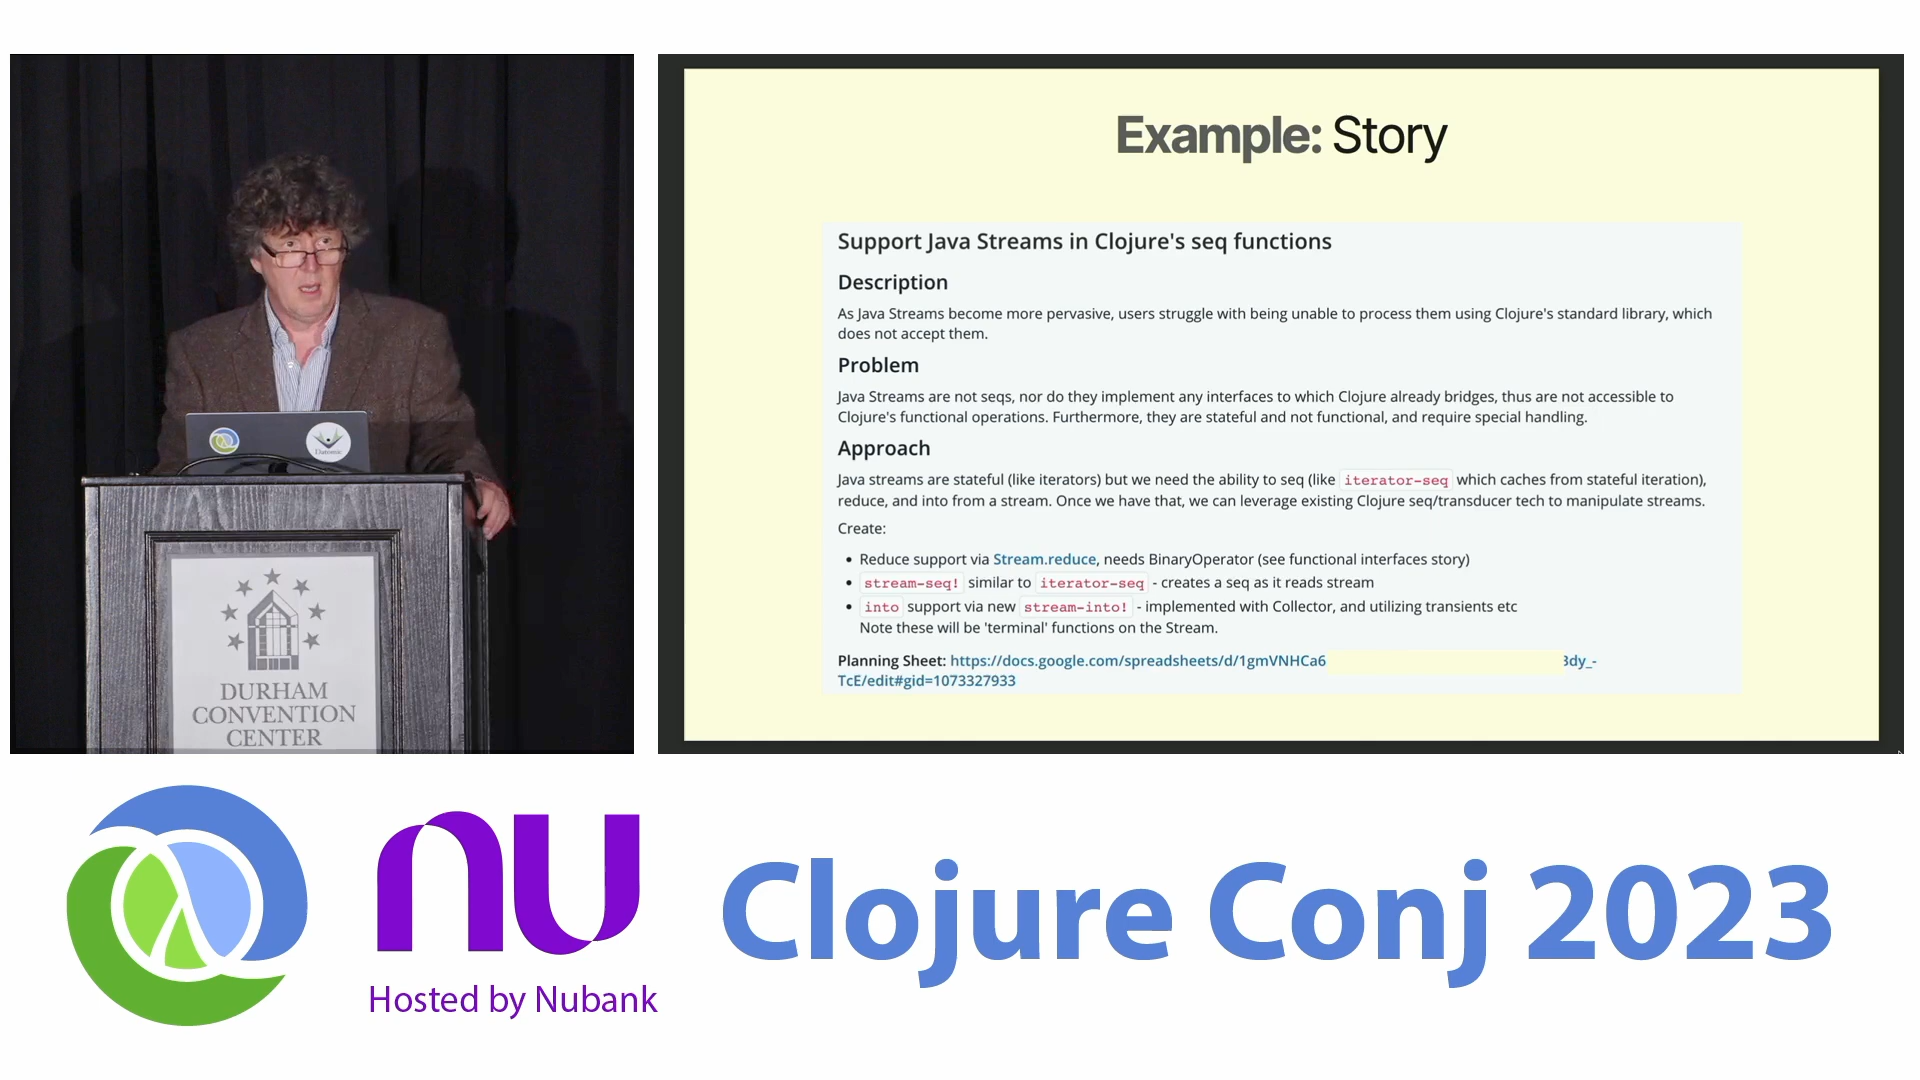 Example: Story
Support Java Streams in Clojure's seq functions
Description
As Java Streams become more pervasive, users struggle with being unable to process them using Clojure's standard library, which
does not accept them.
Problem
Java Streams are not seqs, nor do they implement any interfaces to which Clojure already bridges, thus are not accessible to
Clojure's functional operations. Furthermore, they are stateful and not functional, and require special handling.
Approach
Java streams are stateful (like iterators) but we need the ability to seq (like iterator-seq which caches from stateful iteration),
reduce, and into from a stream. Once we have that, we can leverage existing Clojure seq/transducer tech to manipulate streams.
Create:
• Reduce support via Stream.reduce, needs BinaryOperator (see functional interfaces story)
• stream-seq! similar to iterator-seq - creates a seq as it reads stream
• into support via new stream-into! - implemented with Collector, and utilizing transients etc
Note these will be 'terminal' functions on the Stream.
Planning Sheet: https://docs.google.com/spreadsheets/d/1gmVNHCa6 3dy_-
TcE/edit#gid=1073327933
Datomic
DURHAM
CONVENTION
CENTER
nu
Hosted by Nubank
Clojure Conj 2023